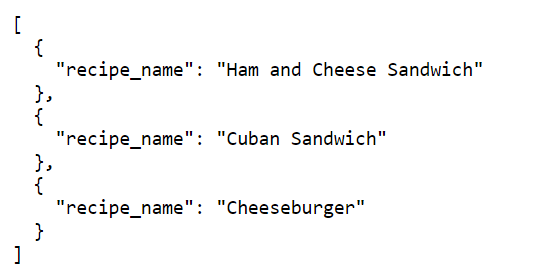 [
  {
    "recipe_name": "Ham and Cheese Sandwich"
  },
  {
    "recipe_name": "Cuban Sandwich"
  },
  {
    "recipe_name": "Cheeseburger"
  }
]